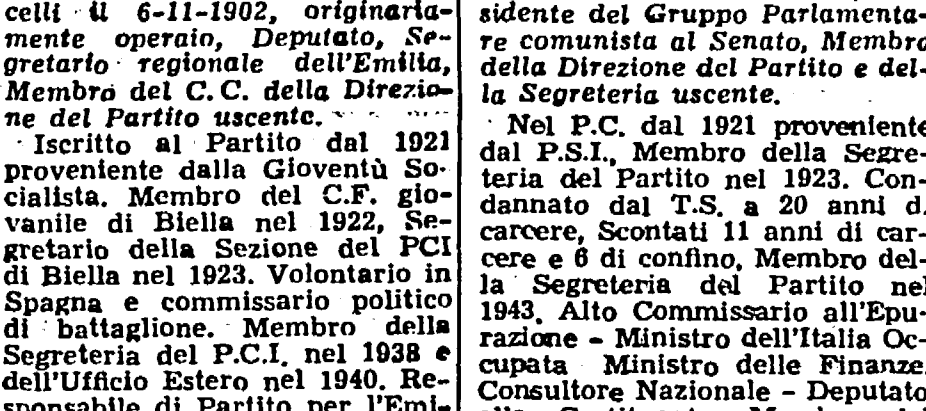 celli il 6-11-1902, originaria-
mente operaio, Deputato, Se-
gretario regionale dell'Emilia,
Membro del C. C. della Direzio-
ne del Partito uscente.
Iscritto al Partito dal 1921
proveniente dalla Gioventù So-
cialista. Membro del C.F. gio-
vanile di Biella nel 1922, Se-
gretario della Sezione del PCI
di Biella nel 1923. Volontario in
Spagna e commissario politico
di battaglione. Membro della
Segreteria del P.C.I. nel 1938 e
dell'Ufficio Estero nel 1940. Re-
sponsabile di Partito per l'Emi-
sidente del Gruppo Parlamenta-
re comunista al Senato, Membro
della Direzione del Partito e del-
la Segreteria uscente.
Nel P.C. dal 1921 proveniente
dal P.S.I., Membro della Segre-
teria del Partito nel 1923. Con-
dannato dal T.S. a 20 anni d
carcere, Scontati 11 anni di car-
cere e 6 di confino. Membro del-
la Segreteria del Partito nel
1943. Alto Commissario all'Epu-
razione - Ministro dell'Italia Oc-
cupata Ministro delle Finanze.
Consultore Nazionale - Deputato